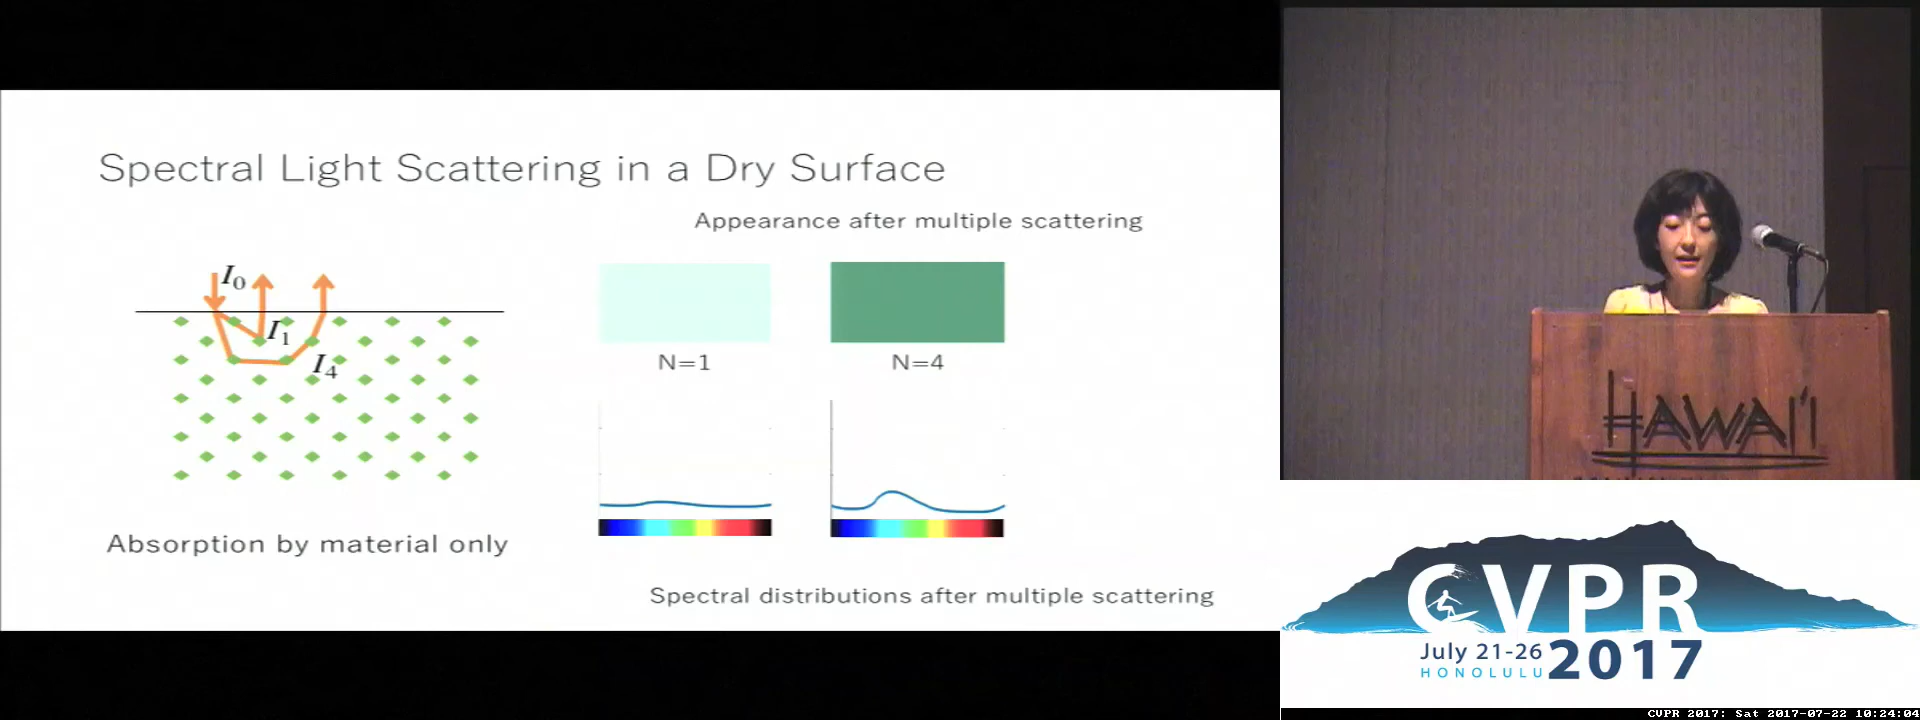 Spectral Light Scattering in a Dry Surface
Appearance after multiple scattering
I0
I1
I4
N=1
N=4
Absorption by material only
Spectral distributions after multiple scattering
HAWAI'I
CVPR
July 21-26
HONOLULU
2017
CVPR 2017: Sat 2017-07-22 10:24:04